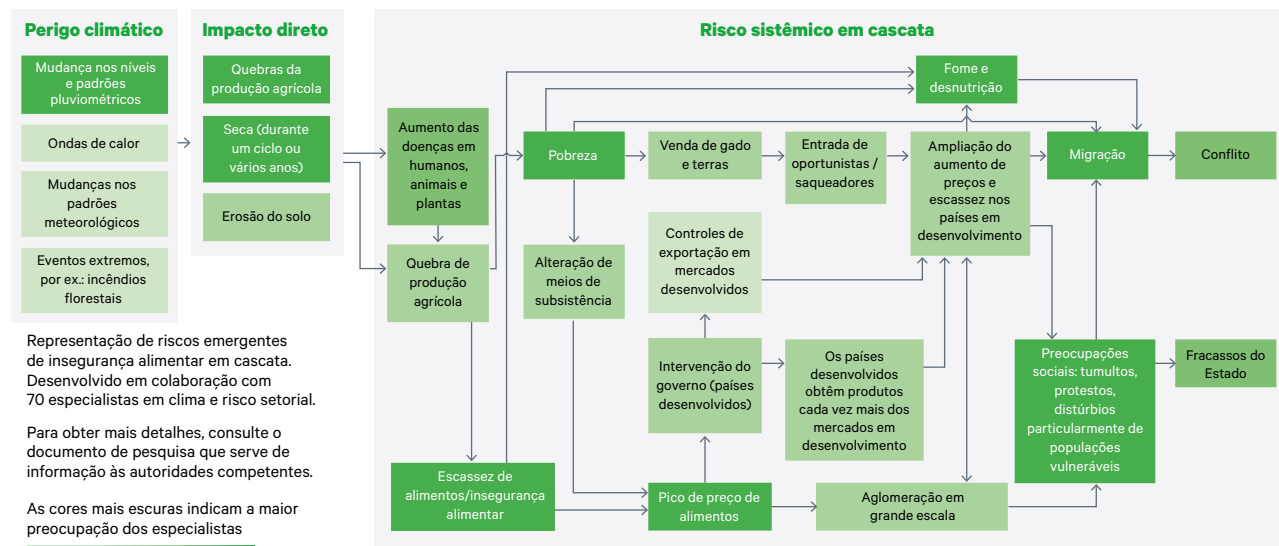 Perigo climático
Mudança nos níveis
e padrões
pluviométricos
Ondas de calor
Mudanças nos
padrões
meteorológicos
Eventos extremos,
por ex.: incêndios
florestais
Impacto direto
Quebras da
produção agrícola
Seca (durante
um ciclo ou
vários anos)
Erosão do solo
Representação de riscos emergentes
de insegurança alimentar em cascata.
Desenvolvido em colaboração com
70 especialistas em clima e risco setorial.
Para obter mais detalhes, consulte o
documento de pesquisa que serve de
informação às autoridades competentes.
As cores mais escuras indicam a maior
preocupação dos especialistas
Risco sistêmico em cascata
Aumento das
doenças em
humanos,
animais e
plantas
Quebra de
produção
agrícola
Escassez de
alimentos/insegurança
alimentar
Pobreza
Alteração de
meios de
subsistência
Venda de gado
e terras
Controles de
exportação em
mercados
desenvolvidos
Intervenção do
governo (países
desenvolvidos)
Pico de preço de
alimentos
Entrada de
oportunistas /
saqueadores
Os países
desenvolvidos
obtêm produtos
cada vez mais dos
mercados em
desenvolvimento
Aglomeração em
grande escala
Fome e
desnutrição
Ampliação do
aumento de
preços e
escassez nos
países em
desenvolvimento
Migração
Preocupações
sociais: tumultos,
protestos,
distúrbios
particularmente de
populações
vulneráveis
Conflito
Fracassos do
Estado